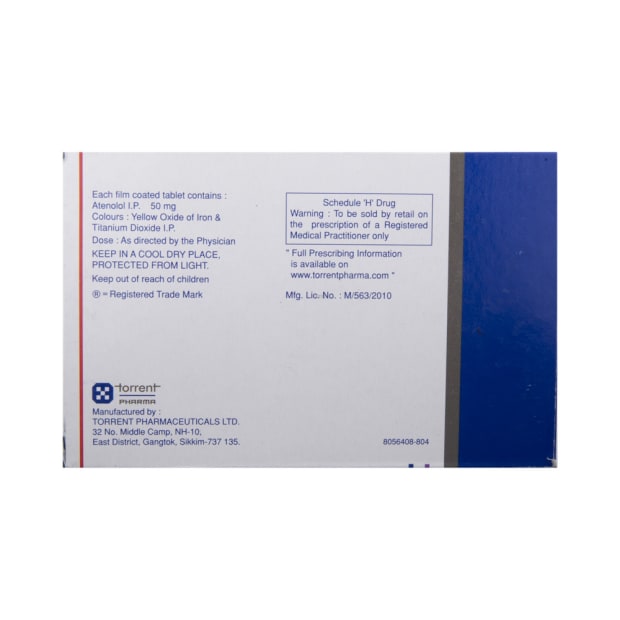 Each film coated tablet contains :
Atenolol I.P. 50 mg
Colours : Yellow Oxide of Iron &
Titanium Dioxide I.P.
Dose : As directed by the Physician
KEEP IN A COOL DRY PLACE,
PROTECTED FROM LIGHT.
Keep out of reach of children
® = Registered Trade Mark
Schedule 'H' Drug
Warning : To be sold by retail on
the prescription of a Registered
Medical Practitioner only
" Full Prescribing Information
is available on
www.torrentpharma.com "
Mfg. Lic. No. : M/563/2010
torrent
PHARMA
Manufactured by :
TORRENT PHARMACEUTICALS LTD.
32 No. Middle Camp, NH-10,
East District, Gangtok, Sikkim-737 135.
8056408-804